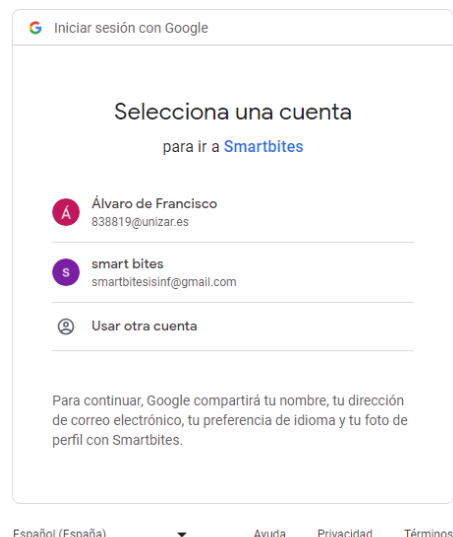 Iniciar sesión con Google
Selecciona una cuenta
para ir a Smartbites
Á
Álvaro de Francisco
838819@unizar.es
s
smart bites
smartbitesisinf@gmail.com
Usar otra cuenta
Para continuar, Google compartirá tu nombre, tu dirección
de correo electrónico, tu preferencia de idioma y tu foto de
perfil con Smartbites.
Español (España) Ayuda Privacidad Términos